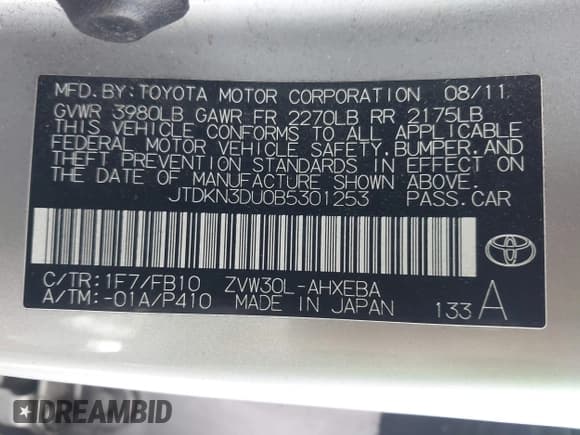 MFD.BY:TOYOTA MOTOR CORPORATION 08/11
GVWR 3980LB GAWR FR 2270LB RR 2175LB
THIS VEHICLE CONFORMS TO ALL APPLICABLE
FEDERAL MOTOR VEHICLE SAFETY,BUMPER,AND
THEFT PREVENTION STANDARDS IN EFFECT ON
THE DATE OF MANUFACTURE SHOWN ABOVE.
JTDKN3DU0B5301253 PASS.CAR
C/TR:1F7/FB10 ZVW30L-AHXEBA
A/TM:-01A/P410 MADE IN JAPAN 133 A
DREAMBID